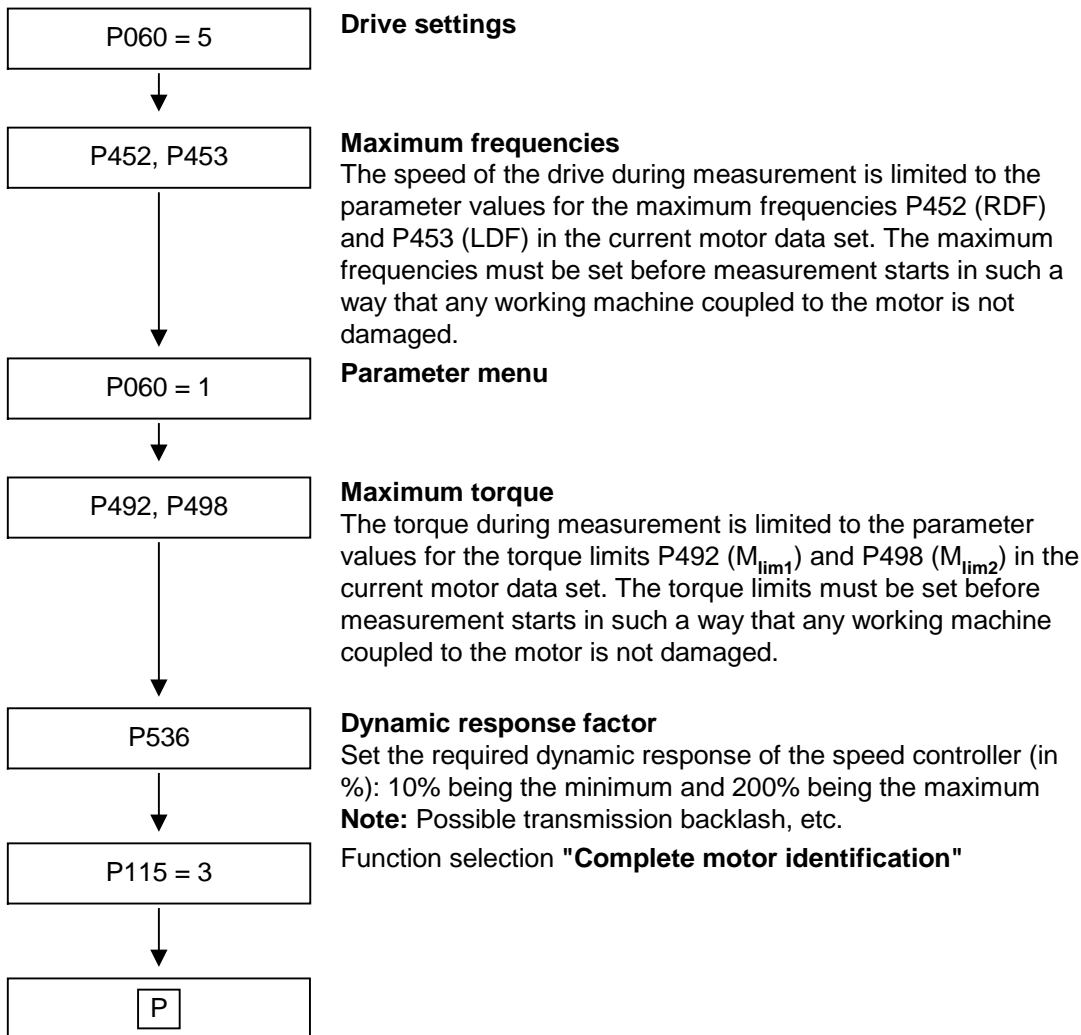 P060 = 5
Drive settings
P452, P453
Maximum frequencies
The speed of the drive during measurement is limited to the
parameter values for the maximum frequencies P452 (RDF)
and P453 (LDF) in the current motor data set. The maximum
frequencies must be set before measurement starts in such a
way that any working machine coupled to the motor is not
damaged.
P060 = 1
Parameter menu
P492, P498
Maximum torque
The torque during measurement is limited to the parameter
values for the torque limits P492 (Mlim1) and P498 (Mlim2) in the
current motor data set. The torque limits must be set before
measurement starts in such a way that any working machine
coupled to the motor is not damaged.
P536
Dynamic response factor
Set the required dynamic response of the speed controller (in
%): 10% being the minimum and 200% being the maximum
Note: Possible transmission backlash, etc.
P115 = 3
Function selection "Complete motor identification"
P